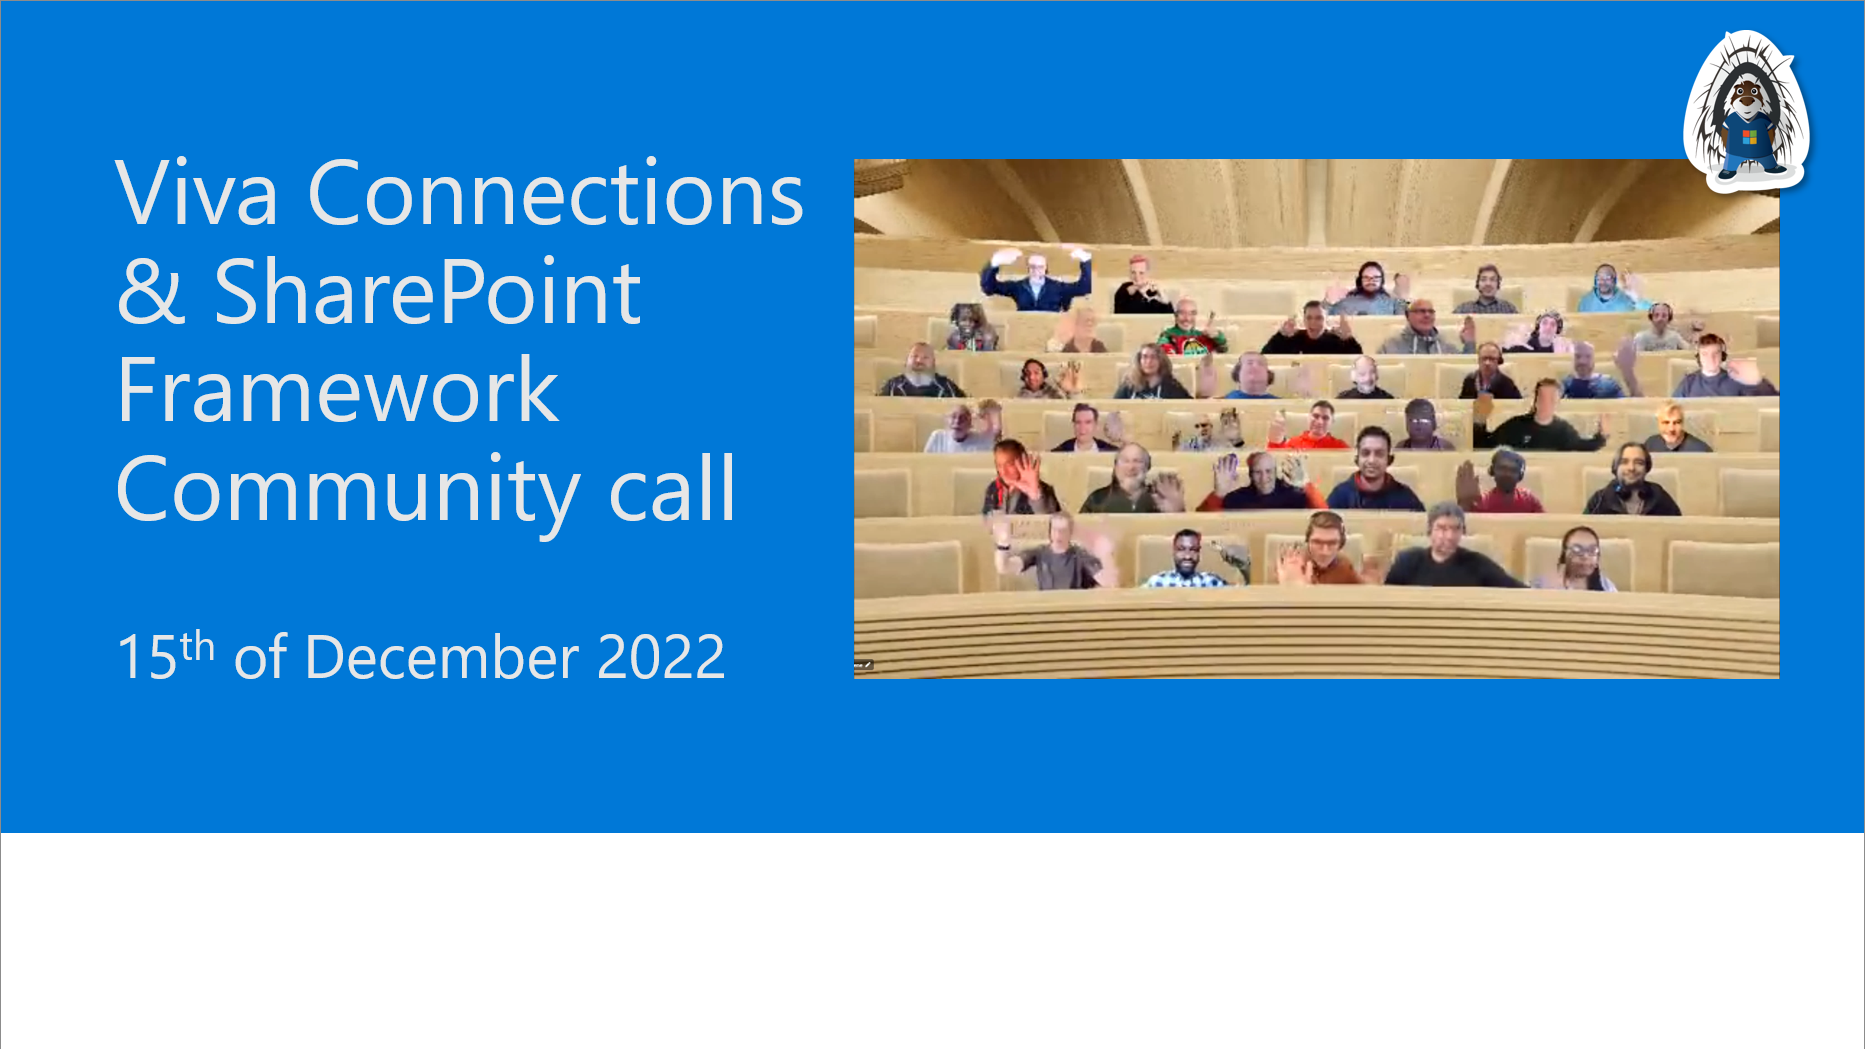 Viva Connections
& SharePoint
Framework
Community call
15th of December 2022